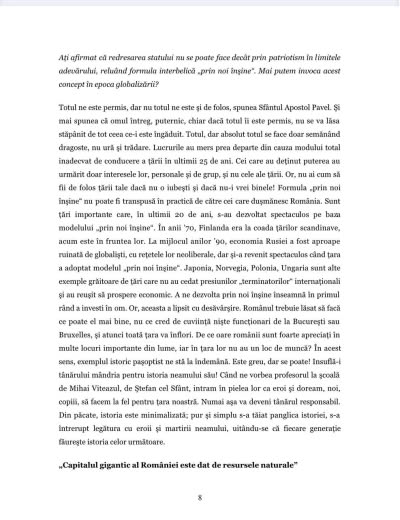 Ați afirmat că redresarea statului nu se poate face decât prin patriotism în limitele
adevărului, reluând formula interbelică „prin noi înșine“. Mai putem invoca acest
concept în epoca globalizării?
Totul ne este permis, dar nu totul ne este și de folos, spunea Sfântul Apostol Pavel. Și
mai spunea că, omul întreg, puternic, chiar dacă totul îi este permis, nu se va lăsa
stăpânit de tot ceea ce-i este îngăduit. Totul, dar absolut totul se face doar semănând
dragoste, nu ură și trădare. Lucrurile au mers prea departe din cauza modului total
inadecvat de conducere a țării în ultimii 25 de ani. Cei care au deținut puterea au
urmărit doar interesele lor, personale și de grup, și nu cele ale țării. Or, nu ai cum să
fii de folos țării tale dacă nu o iubești și dacă nu-i vrei binele! Formula „prin noi
înșine“ nu poate fi transpusă în practică de către cei care dușmănesc România. Sunt
țări importante care, în ultimii 20 de ani, s-au dezvoltat spectaculos pe baza
modelului „prin noi înșine“. În anii ’70, Finlanda era la coada țărilor scandinave,
acum este în fruntea lor. La mijlocul anilor ’90, economia Rusiei a fost aproape
ruinată de globaliști, cu rețetele lor neoliberale, dar și-a revenit spectaculos când țara
a adoptat modelul „prin noi înșine“. Japonia, Norvegia, Polonia, Ungaria sunt alte
exemple grăitoare de țări care nu au cedat presiunilor „terminatorilor“ internaționali
și au reușit să prospere economic. A ne dezvolta prin noi înșine înseamnă în primul
rând a investi în om. Or, aceasta a lipsit cu desăvârșire. Românul trebuie lăsat să facă
ce poate el mai bine, nu ce cred de cuviință niște funcționari de la București sau
Bruxelles, și atunci toată țara va înflori. De ce oare românii sunt foarte apreciați în
multe locuri importante din lume, iar în țara lor nu au un loc de muncă? În acest
sens, exemplul istoric pașoptist ne stă la îndemână. Este greu, dar se poate! Insuflă-i
tânărului mândria pentru istoria neamului său! Când ne vorbea profesorul la școală
de Mihai Viteazul, de Ștefan cel Sfânt, intram în pielea lor ca eroi și doream, noi,
copiii, să facem la fel pentru țara noastră. Numai așa va deveni tânărul responsabil.
Din păcate, istoria este minimalizată; pur și simplu s-a tăiat panglica istoriei, s-a
întrerupt legătura cu eroii și martirii neamului, uitându-se că fiecare generație
făurește istoria celor următoare.
„Capitalul gigantic al României este dat de resursele naturale”
8